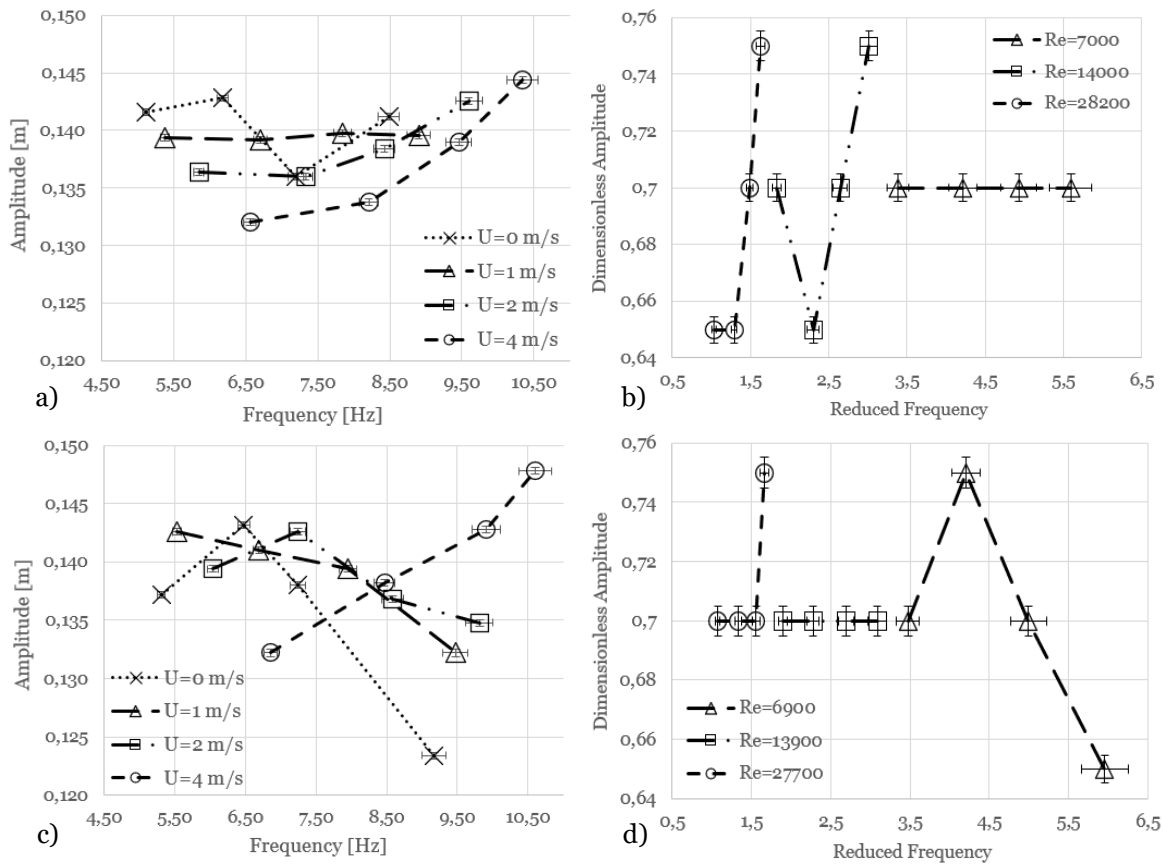 0,150
0,145
0,140
0,135
0,130
0,125
0,120
Amplitude [m]
4,50 5,50 6,50 7,50 8,50 9,50 10,50
Frequency [Hz]
U=0 m/s
U=1 m/s
U=2 m/s
U=4 m/s
a)
0,76
0,74
0,72
0,7
0,68
0,66
0,64
Dimensionless Amplitude
0,5 1,5 2,5 3,5 4,5 5,5 6,5
Reduced Frequency
Re=7000
Re=14000
Re=28200
b)
0,150
0,145
0,140
0,135
0,130
0,125
0,120
Amplitude [m]
4,50 5,50 6,50 7,50 8,50 9,50 10,50
Frequency [Hz]
U=0 m/s
U=1 m/s
U=2 m/s
U=4 m/s
c)
0,76
0,74
0,72
0,7
0,68
0,66
0,64
Dimensionless Amplitude
0,5 1,5 2,5 3,5 4,5 5,5 6,5
Reduced Frequency
Re=6900
Re=13900
Re=27700
d)